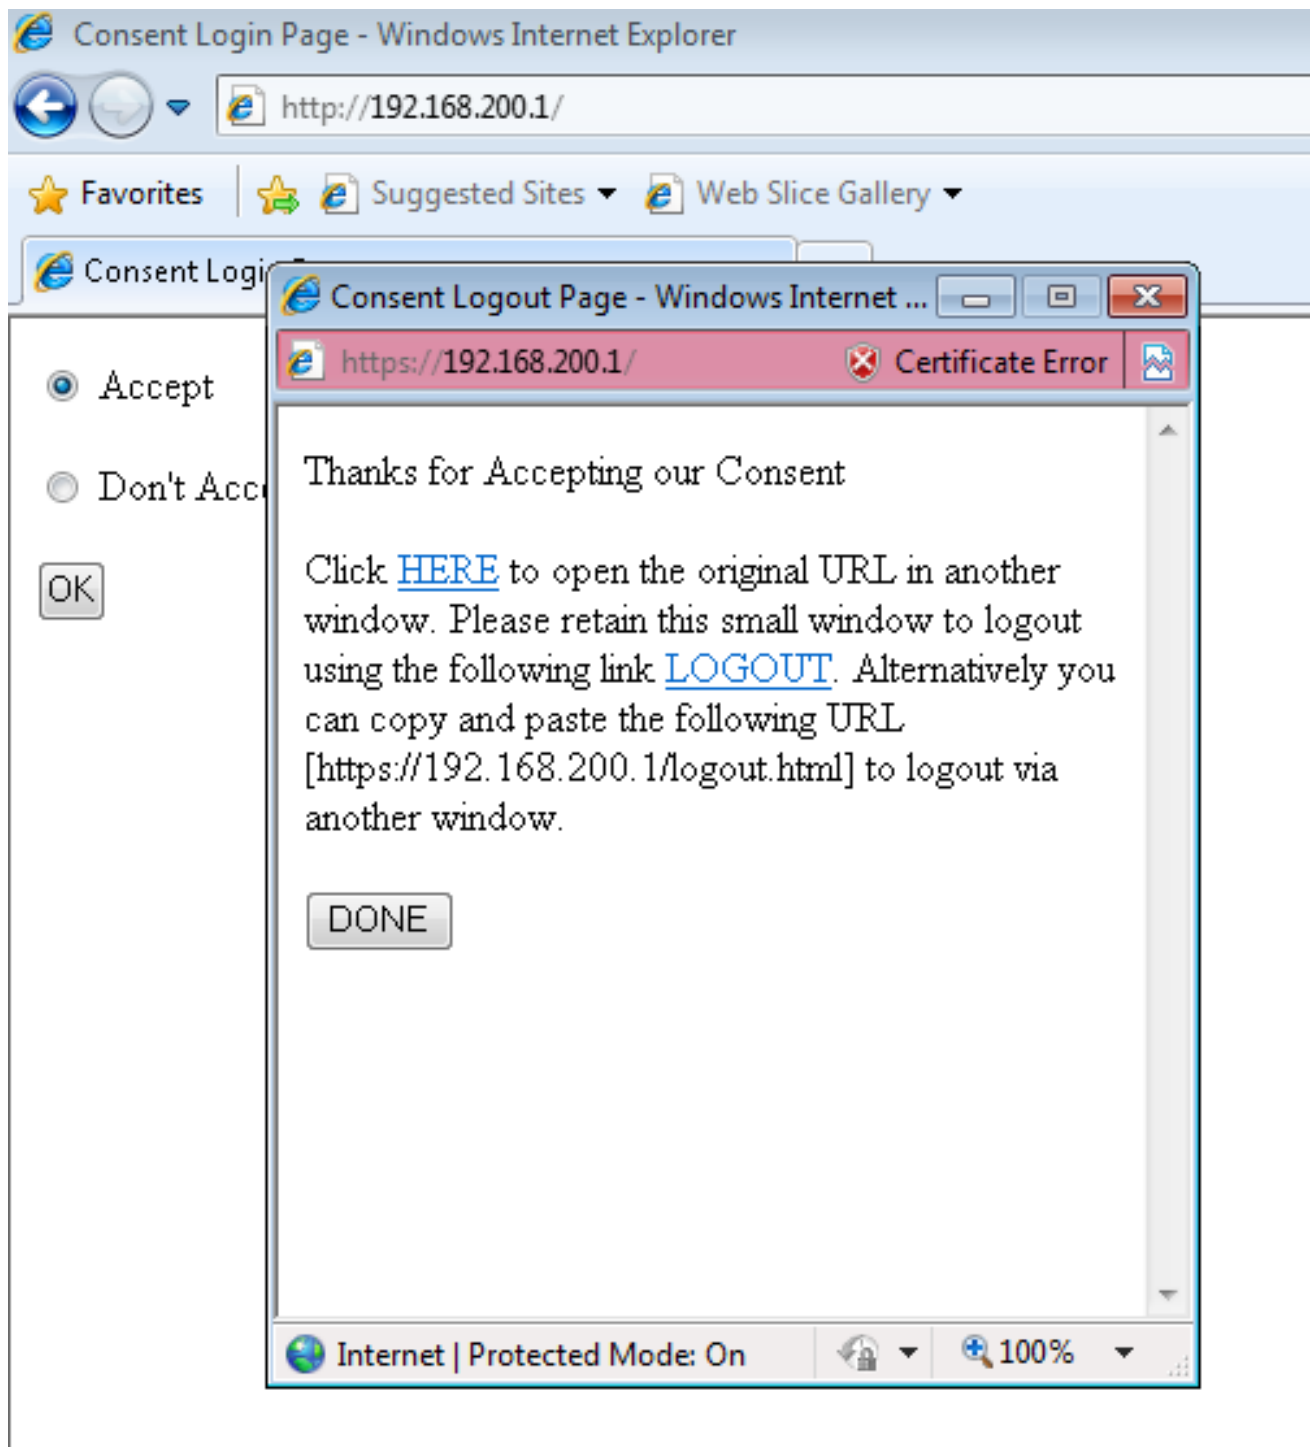 Consent Login Page - Windows Internet Explorer
http://192.168.200.1/
Favorites Suggested Sites Web Slice Gallery
Consent Logi
Consent Logout Page - Windows Internet ...
https://192.168.200.1/ Certificate Error
Accept
Don't Acc
OK
Thanks for Accepting our Consent
Click HERE to open the original URL in another
window. Please retain this small window to logout
using the following link LOGOUT. Alternatively you
can copy and paste the following URL
[https://192.168.200.1/logout.html] to logout via
another window.
DONE
Internet | Protected Mode: On 100%